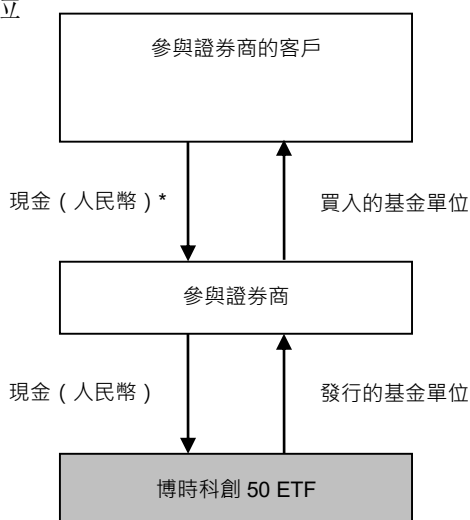 立
參與證券商的客戶
現金（人民幣）*
買入的基金單位
參與證券商
現金（人民幣）
發行的基金單位
博時科創 50 ETF